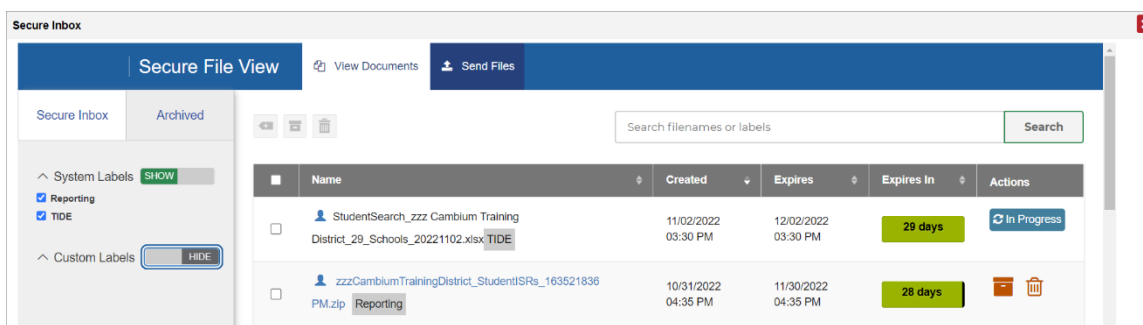 Secure Inbox
Secure File View
View Documents
Send Files
Secure Inbox
Archived
Search filenames or labels
Search
System Labels SHOW
Reporting
TIDE
Custom Labels HIDE
Name Created Expires Expires In Actions
StudentSearch_zzz Cambium Training
District_29_Schools_20221102.xlsx TIDE
11/02/2022
03:30 PM
12/02/2022
03:30 PM
29 days
In Progress
zzzCambiumTrainingDistrict_StudentISRs_163521836
PM.zip Reporting
10/31/2022
04:35 PM
11/30/2022
04:35 PM
28 days